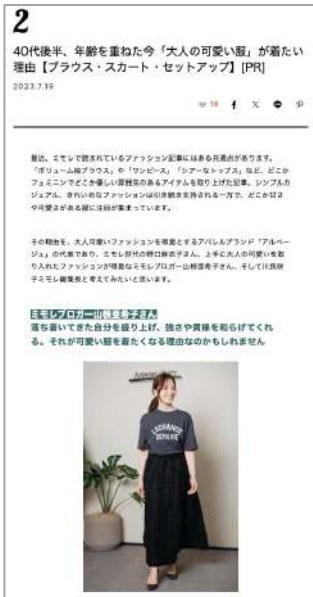 2
40代後半、年齢を重ねた今「大人の可愛い服」が着たい
理由【ブラウス・スカート・セットアップ】[PR]
2023.7.19
18
最近、ミモレで読まれているファッション記事にはある共通点があります。
「ボリューム袖ブラウス」や「ワンピース」「シアーなトップス」など、どこか
フェミニンでどこか優しい雰囲気のあるアイテムを取り上げた記事。シンプルカ
ジュアル、きれいめなファッションは引き続き支持される一方で、どこか甘さ
や可愛さがある服に注目が集まっています。
その理由を、大人可愛いファッションを得意とするアパレルブランド「アルページュ」
の代表であり、ミモレ世代の野口麻衣子さん、上手に大人の可愛いを取
り入れたファッションが得意なミモレブロガー山根亜希子さん、そして川良咲
子ミモレ編集長と考えてみたいと思います。
ミモレブロガー山根亜希子さん
落ち着いてきた自分を盛り上げ、強さや貫禄を和らげてくれ
る。それが可愛い服を着たくなる理由なのかもしれません